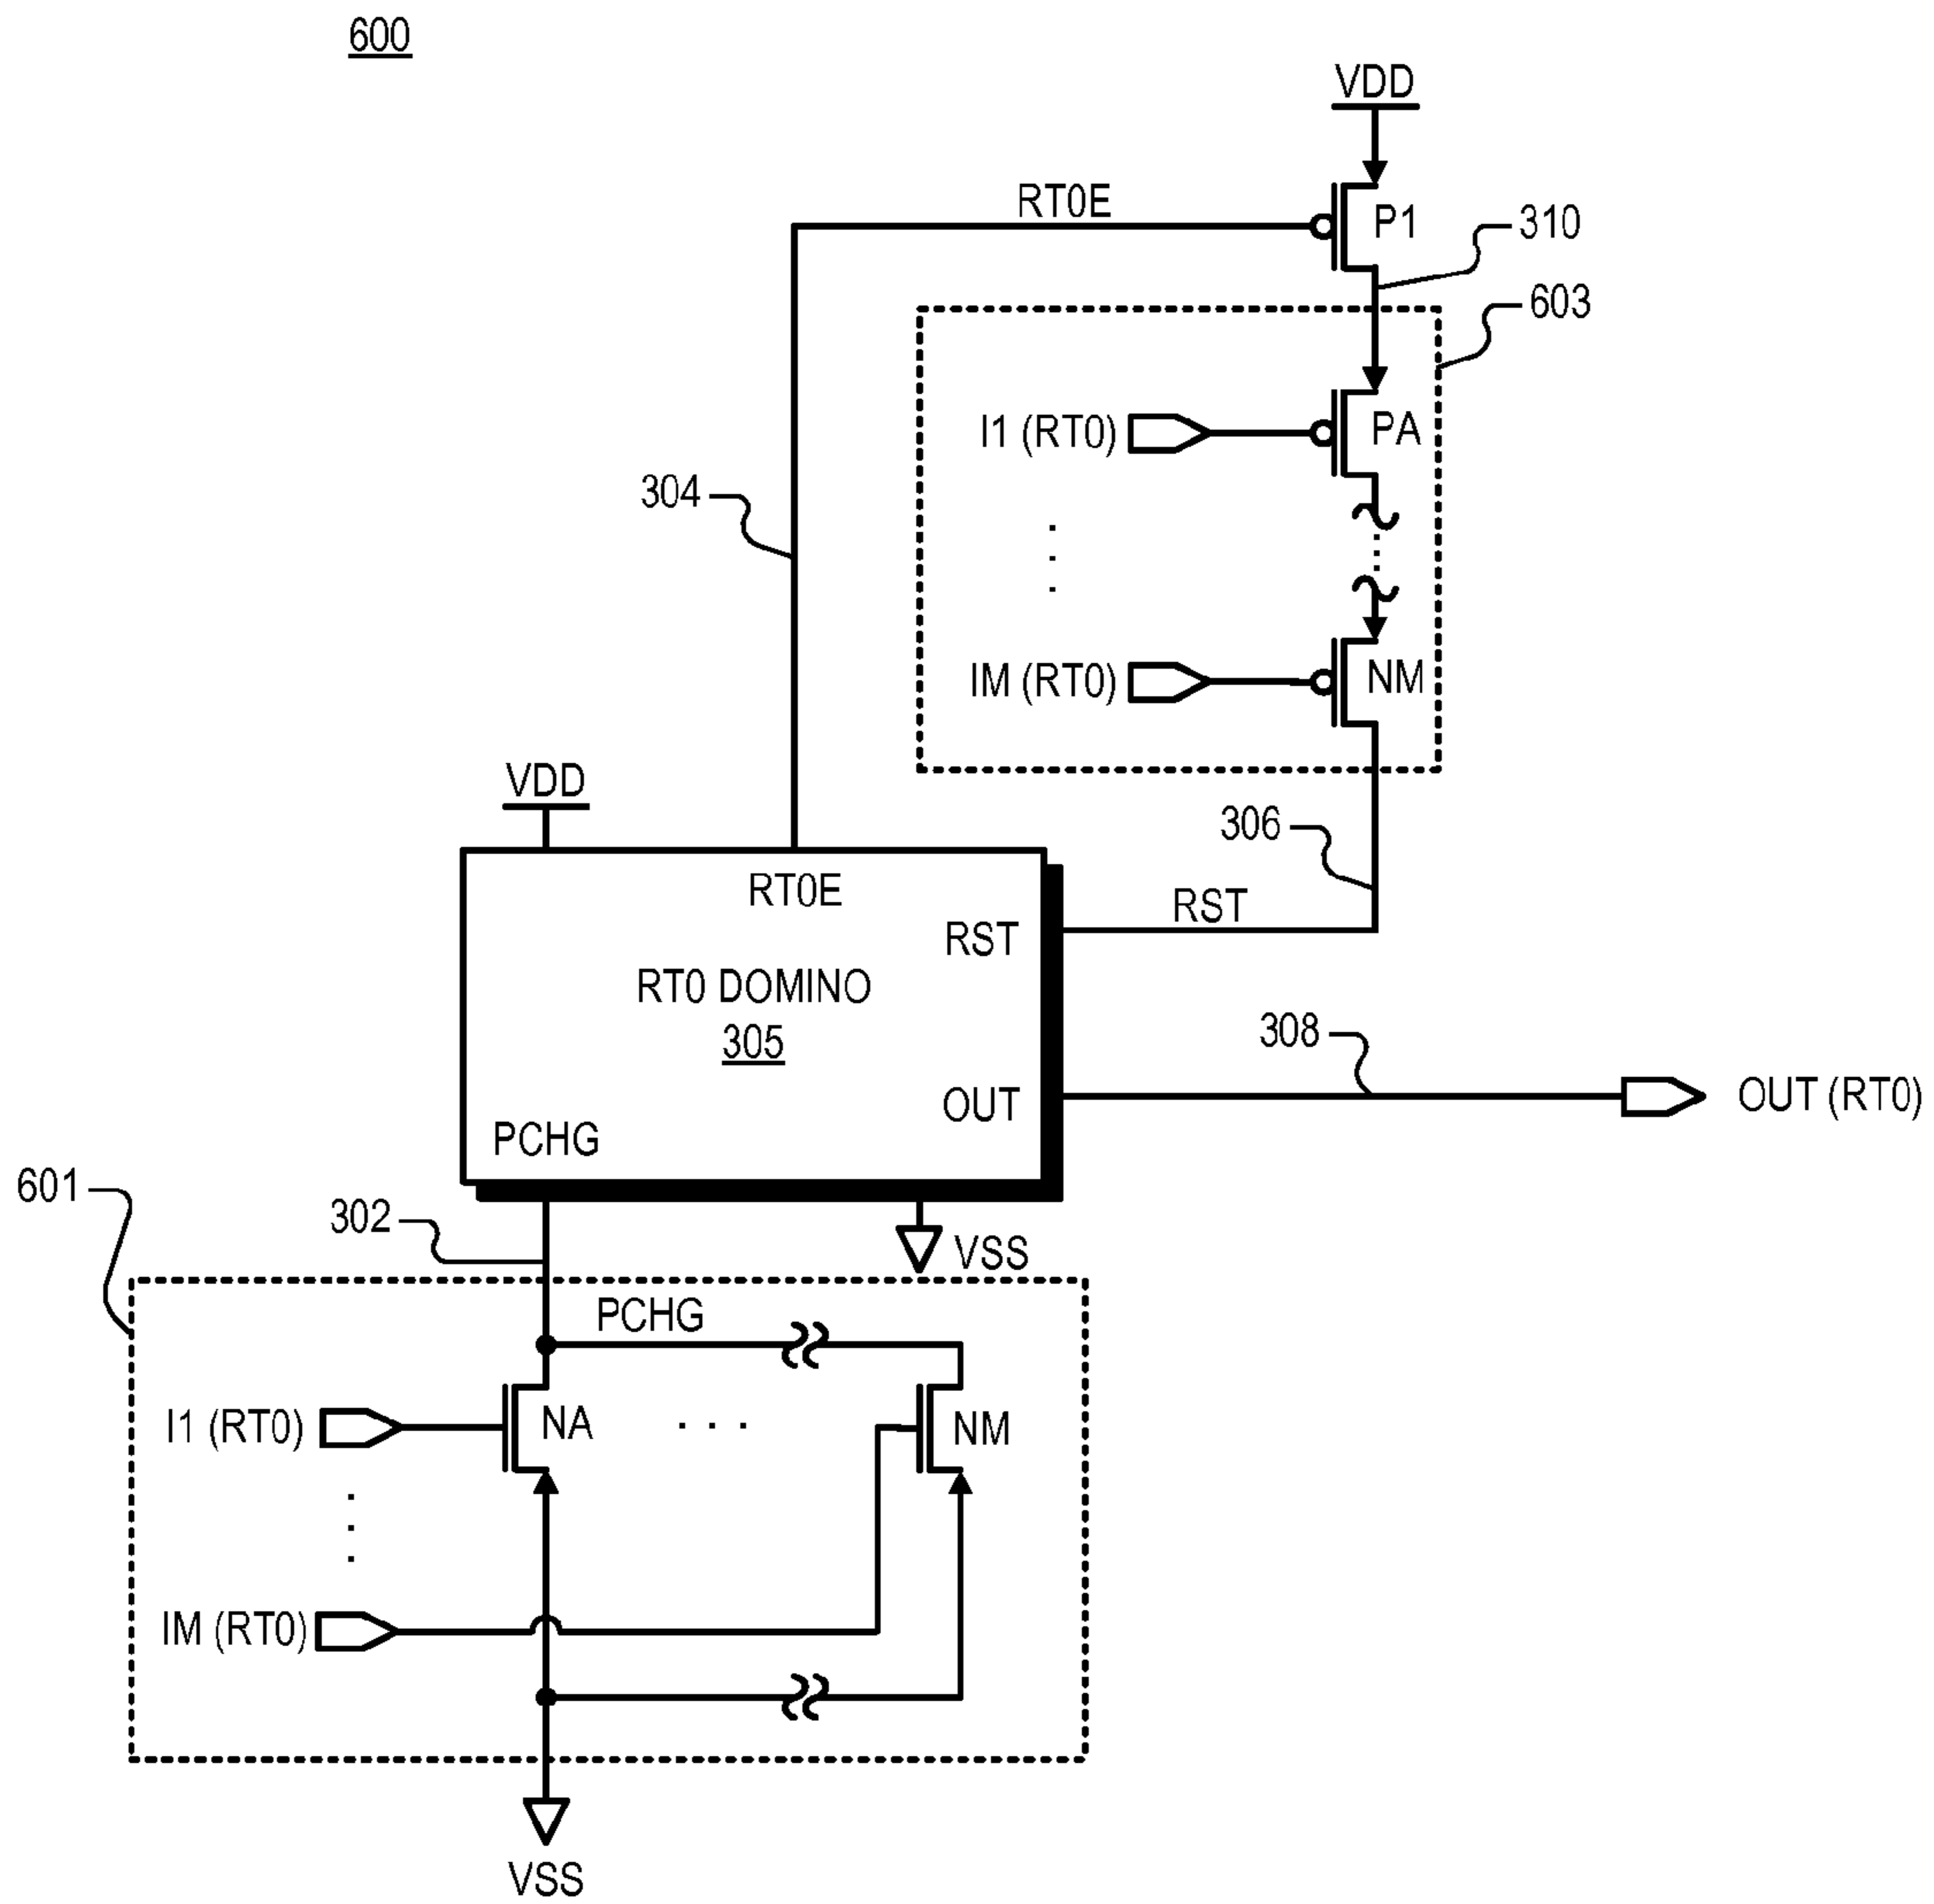 600
VDD
RT0E
P1
310
603
I1 (RT0)
PA
304
IM (RT0)
NM
VDD
306
RT0E
RST
RST
RT0 DOMINO
305
308
OUT
OUT (RT0)
PCHG
601
302
VSS
PCHG
I1 (RT0)
NA
NM
IM (RT0)
VSS